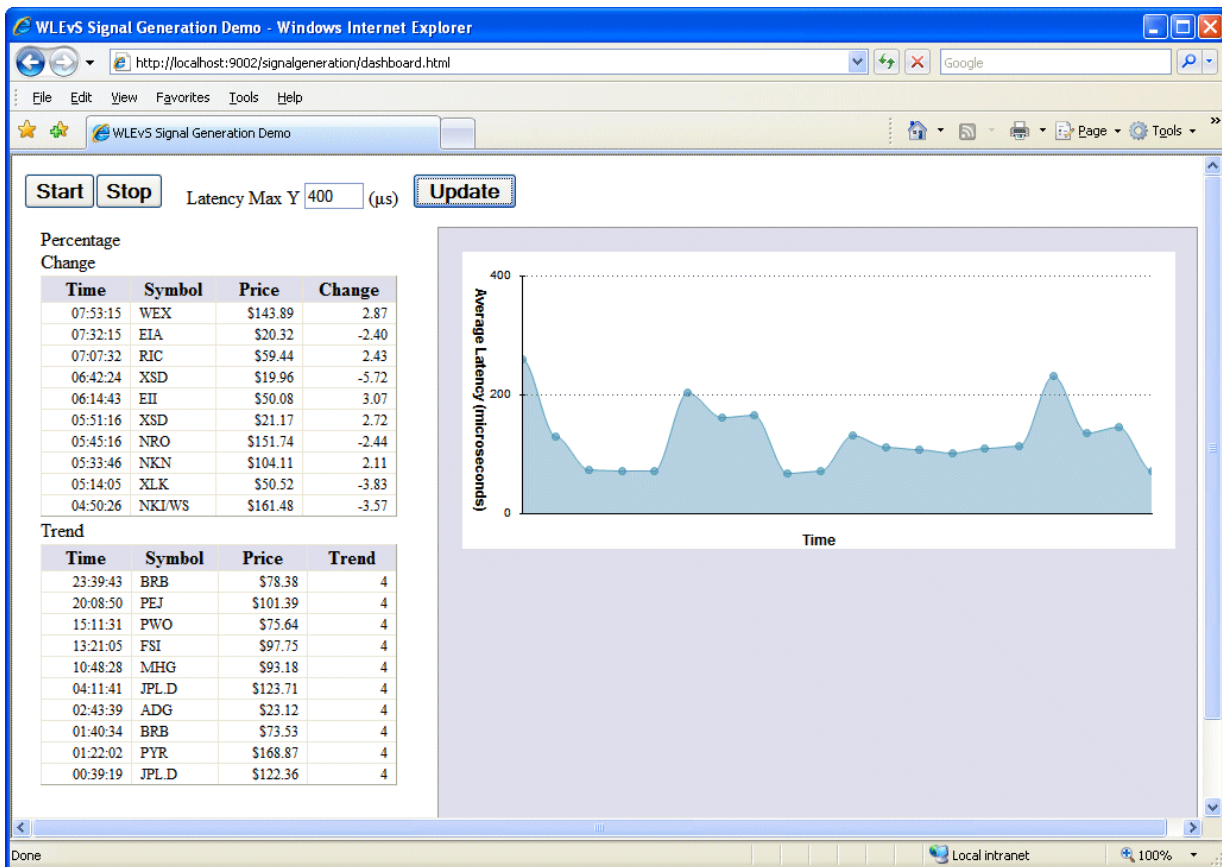 WLEvS Signal Generation Demo - Windows Internet Explorer
http://localhost:9002/signalgeneration/dashboard.html
Google
File Edit View Favorites Tools Help
WLEvS Signal Generation Demo
Page Tools »
Start Stop Latency Max Y 400 (µs) Update
Percentage
Change
Time Symbol Price Change
07:53:15 WEX $143.89 2.87
07:32:15 EIA $20.32 -2.40
07:07:32 RIC $59.44 2.43
06:42:24 XSD $19.96 -5.72
06:14:43 EII $50.08 3.07
05:51:16 XSD $21.17 2.72
05:45:16 NRO $151.74 -2.44
05:33:46 NKN $104.11 2.11
05:14:05 XLK $50.52 -3.83
04:50:26 NKI/WS $161.48 -3.57
Trend
Time Symbol Price Trend
23:39:43 BRB $78.38 4
20:08:50 PEJ $101.39 4
15:11:31 PWO $75.64 4
13:21:05 FSI $97.75 4
10:48:28 MHG $93.18 4
04:11:41 JPL.D $123.71 4
02:43:39 ADG $23.12 4
01:40:34 BRB $73.53 4
01:22:02 PYR $168.87 4
00:39:19 JPL.D $122.36 4
Average Latency (microseconds)
400
200
0
Time
Done
Local intranet
100%